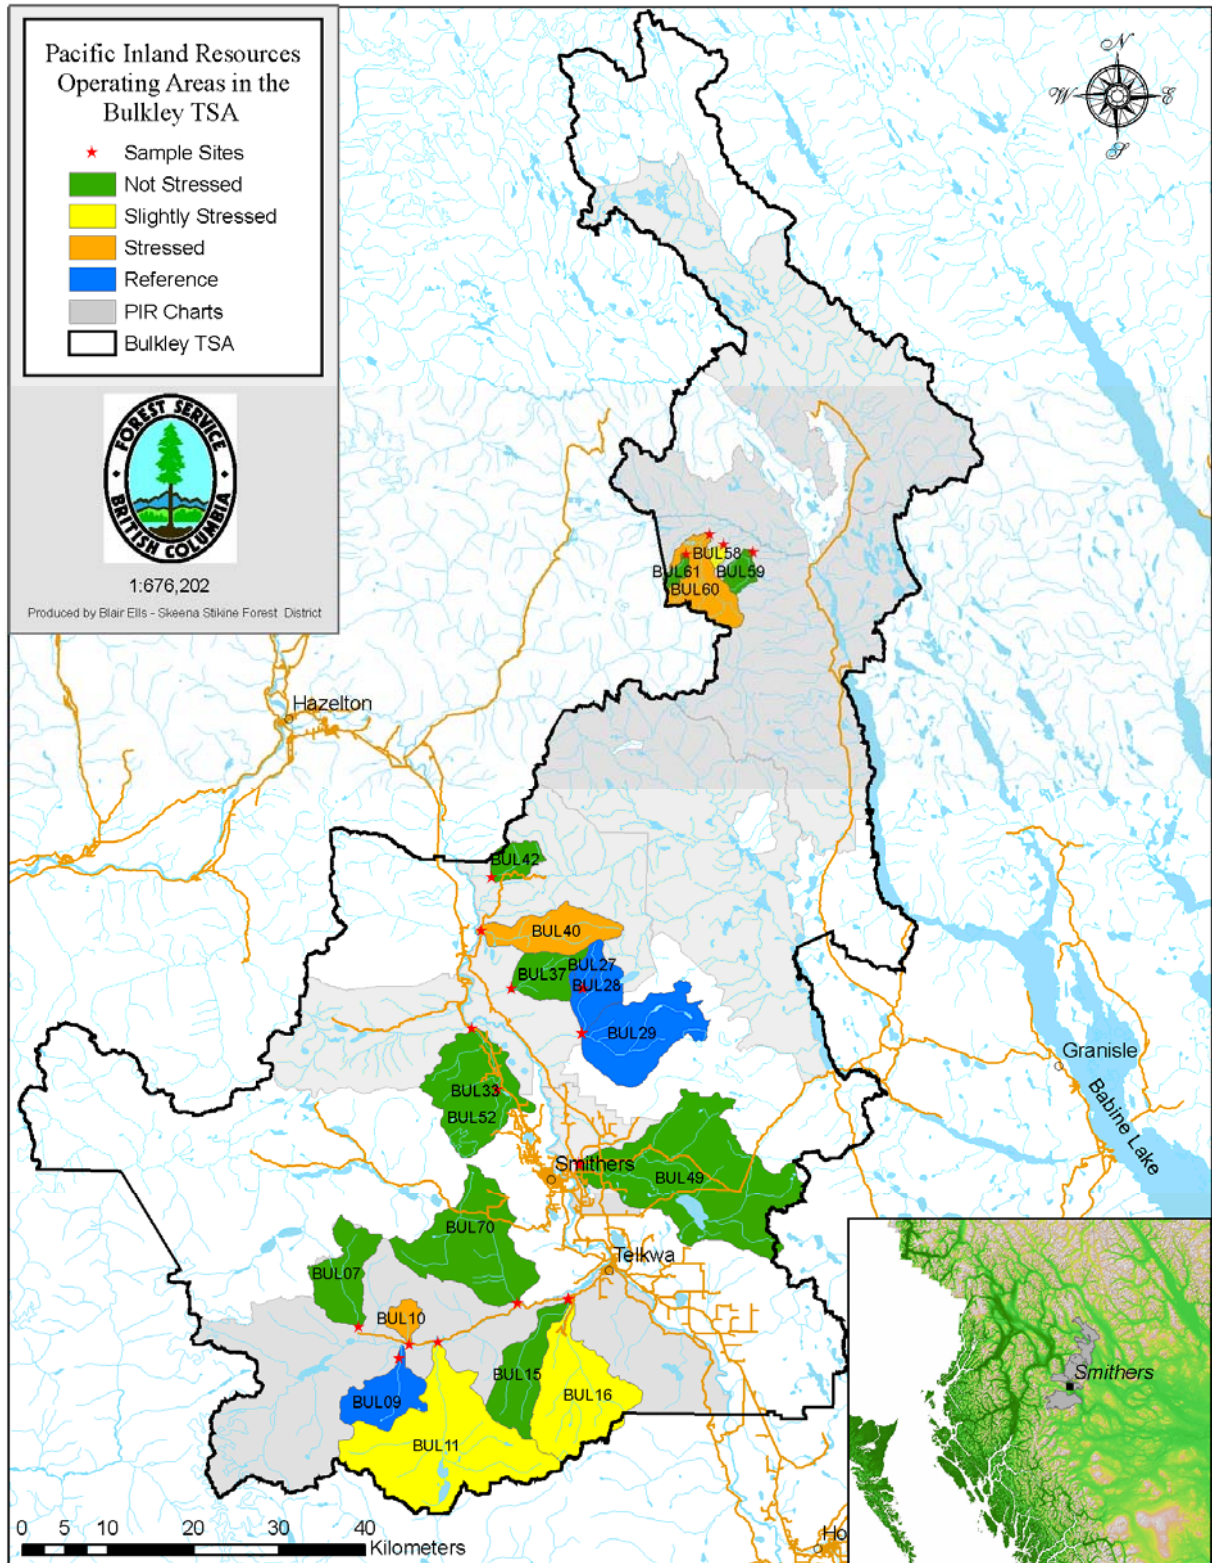 Pacific Inland Resources
Operating Areas in the
Bulkley TSA
Sample Sites
Not Stressed
Slightly Stressed
Stressed
Reference
PIR Charts
Bulkley TSA
FOREST SERVICE
BRITISH COLUMBIA
1:676,202
Produced by Blair Ells - Skeena Stikine Forest District
N
W E
S
BUL58
BUL61 BUL59
BUL60
Hazelton
BUL42
BUL40
BUL27
BUL37
BUL28
BUL29
Granisle
BUL33
Babine Lake
BUL52
Smithers
BUL49
BUL70
Telkwa
BUL07
BUL10
BUL15
Smithers
BUL09
BUL16
BUL11
0 5 10 20 30 40
Kilometers
Ho